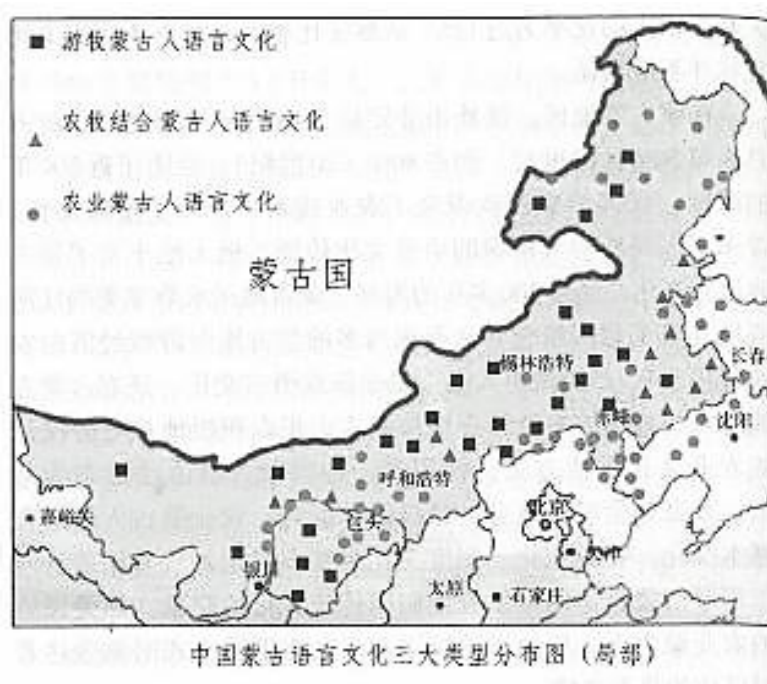 游牧蒙古人语言文化
农牧结合蒙古人语言文化
农业蒙古人语言文化
蒙古国
长春
锡林浩特
赤峰
沈阳
呼和浩特
嘉峪关
包头
北京
银川
太原
石家庄
中国蒙古语言文化三大类型分布图（局部）